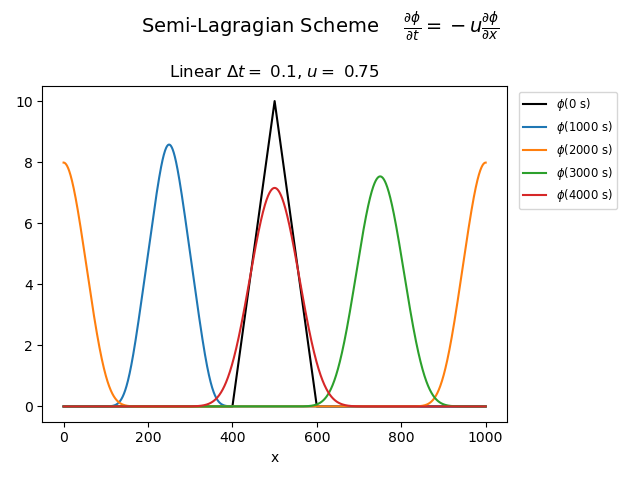 Semi-Lagragian Scheme ∂ϕ/∂t = −u ∂ϕ/∂x
Linear Δt = 0.1, u = 0.75
ϕ(0 s)
ϕ(1000 s)
ϕ(2000 s)
ϕ(3000 s)
ϕ(4000 s)
10
8
6
4
2
0
0 200 400 600 800 1000
x